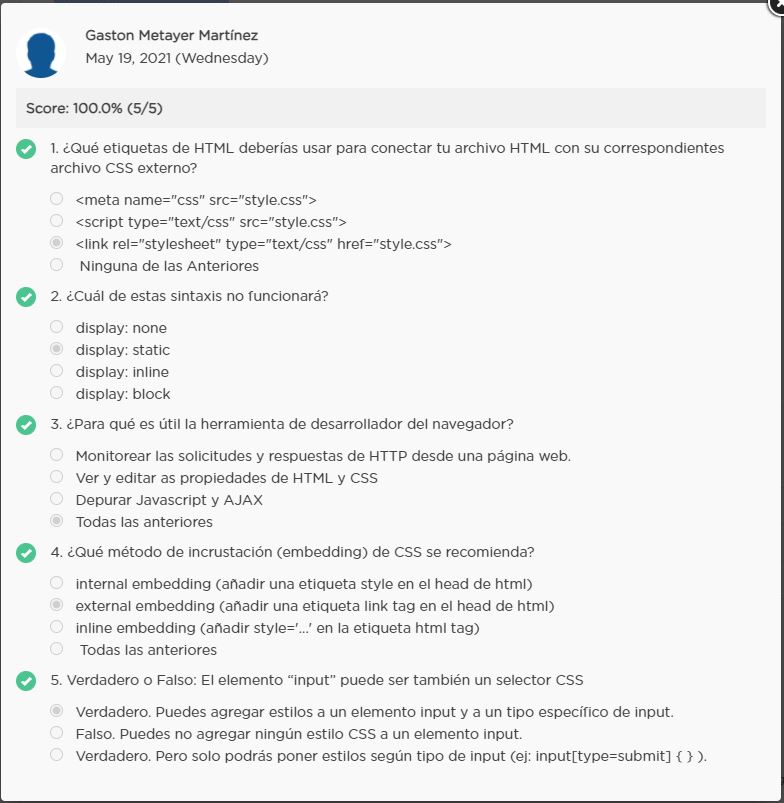 Gaston Metayer Martínez
May 19, 2021 (Wednesday)
Score: 100.0% (5/5)
1. ¿Qué etiquetas de HTML deberías usar para conectar tu archivo HTML con su correspondientes
archivo CSS externo?
<meta name="css" src="style.css">
<script type="text/css" src="style.css">
<link rel="stylesheet" type="text/css" href="style.css">
Ninguna de las Anteriores
2. ¿Cuál de estas sintaxis no funcionará?
display: none
display: static
display: inline
display: block
3. ¿Para qué es útil la herramienta de desarrollador del navegador?
Monitorear las solicitudes y respuestas de HTTP desde una página web.
Ver y editar as propiedades de HTML y CSS
Depurar Javascript y AJAX
Todas las anteriores
4. ¿Qué método de incrustación (embedding) de CSS se recomienda?
internal embedding (añadir una etiqueta style en el head de html)
external embedding (añadir una etiqueta link tag en el head de html)
inline embedding (añadir style='...' en la etiqueta html tag)
Todas las anteriores
5. Verdadero o Falso: El elemento “input” puede ser también un selector CSS
Verdadero. Puedes agregar estilos a un elemento input y a un tipo específico de input.
Falso. Puedes no agregar ningún estilo CSS a un elemento input.
Verdadero. Pero solo podrás poner estilos según tipo de input (ej: input[type=submit] { } ).